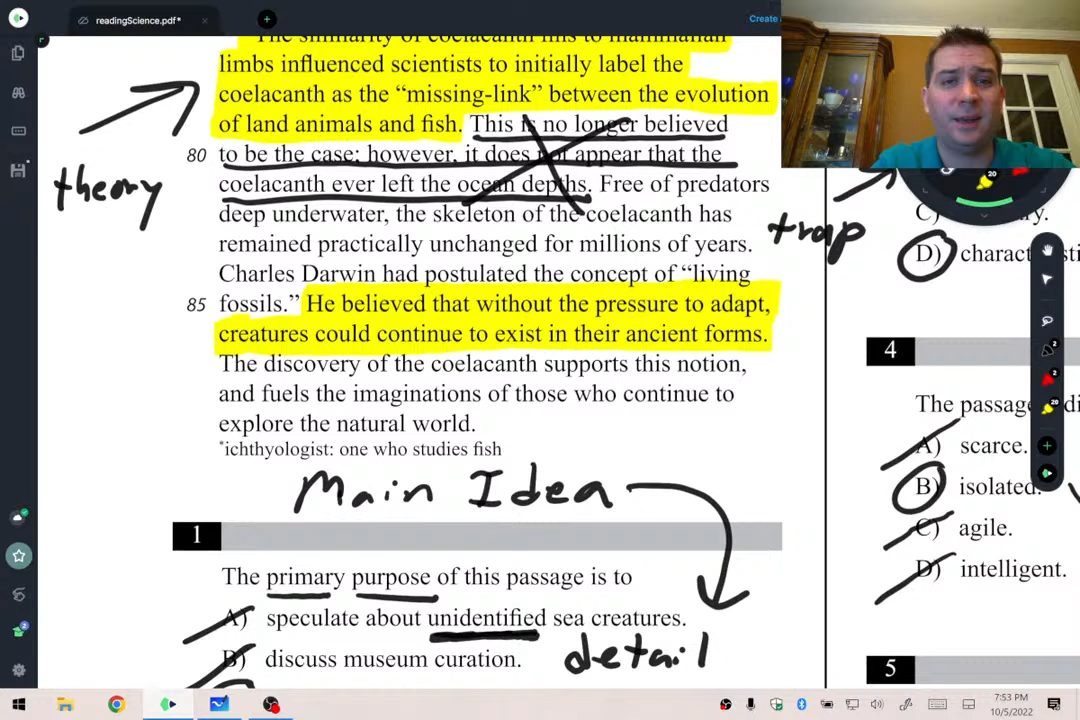 readingScience.pdf*
Create
The similarity of coelacanth fins to mammalian
limbs influenced scientists to initially label the
coelacanth as the “missing-link” between the evolution
of land animals and fish. This is no longer believed
80 to be the case; however, it does not appear that the
coelacanth ever left the ocean depths. Free of predators
deep underwater, the skeleton of the coelacanth has
remained practically unchanged for millions of years.
Charles Darwin had postulated the concept of “living
85 fossils.” He believed that without the pressure to adapt,
creatures could continue to exist in their ancient forms.
The discovery of the coelacanth supports this notion,
and fuels the imaginations of those who continue to
explore the natural world.
*ichthyologist: one who studies fish
theory
Main Idea
1
The primary purpose of this passage is to
A) speculate about unidentified sea creatures.
B) discuss museum curation.
detail
trap
C)
D)
4
The passage
A) scarce.
B) isolated.
C) agile.
D) intelligent.
5
20
2
2
20
2
7:53 PM
10/5/2022